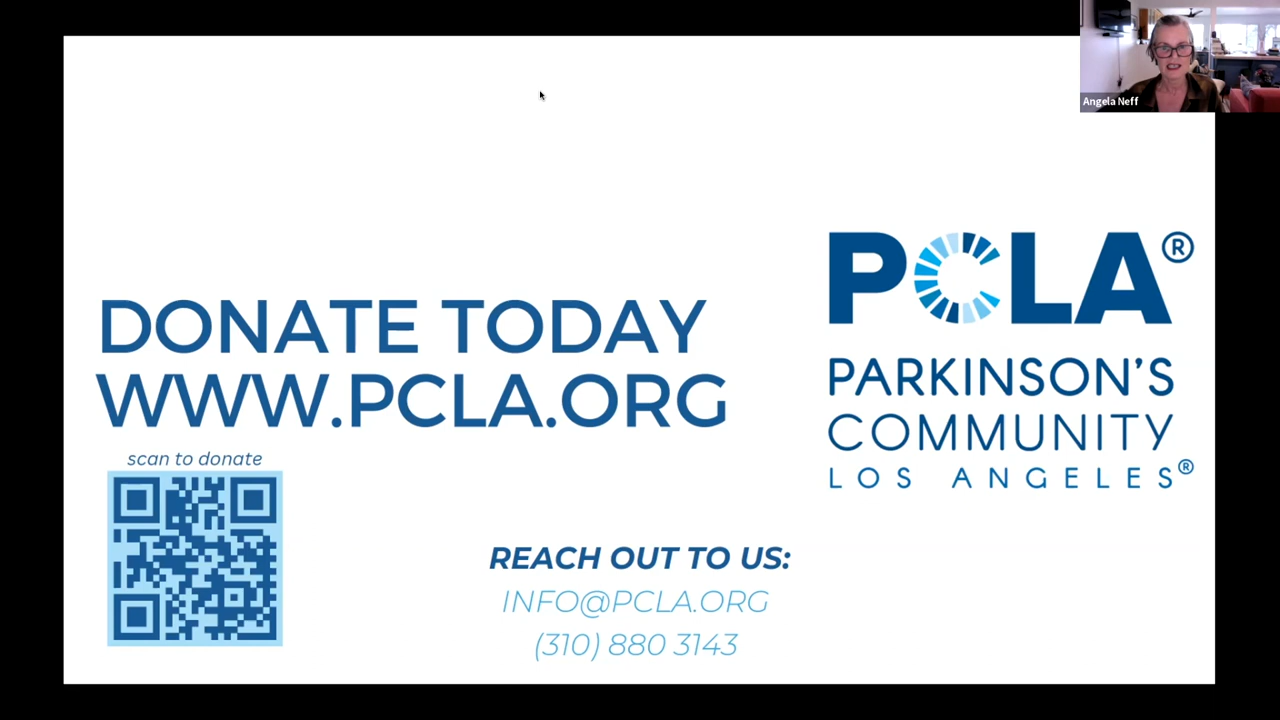 Angela Neff
PCLA®
DONATE TODAY
WWW.PCLA.ORG
PARKINSON'S
COMMUNITY
LOS ANGELES®
scan to donate
REACH OUT TO US:
INFO@PCLA.ORG
(310) 880 3143